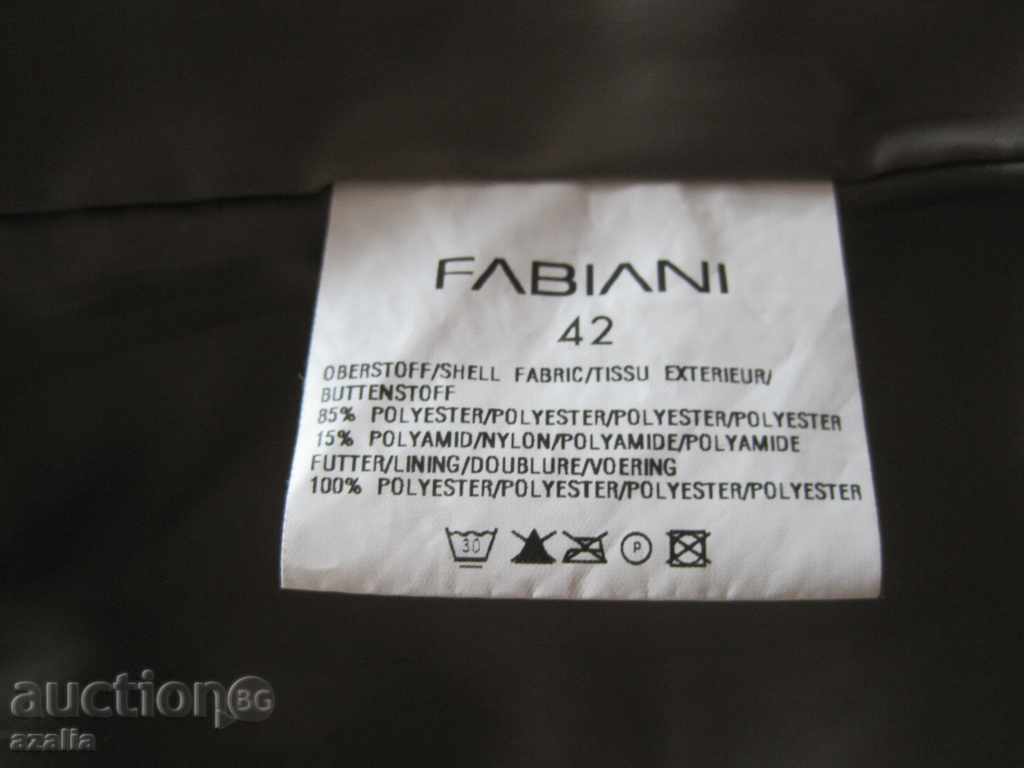 FABIANI
42
OBERSTOFF/SHELL FABRIC/TISSU EXTERIEUR/
BUTTENSTOFF
85% POLYESTER/POLYESTER/POLYESTER/POLYESTER
15% POLYAMID/NYLON/POLYAMIDE/POLYAMIDE
FUTTER/LINING/DOUBLURE/VOERING
100% POLYESTER/POLYESTER/POLYESTER/POLYESTER
30 P
auction BG
azalia